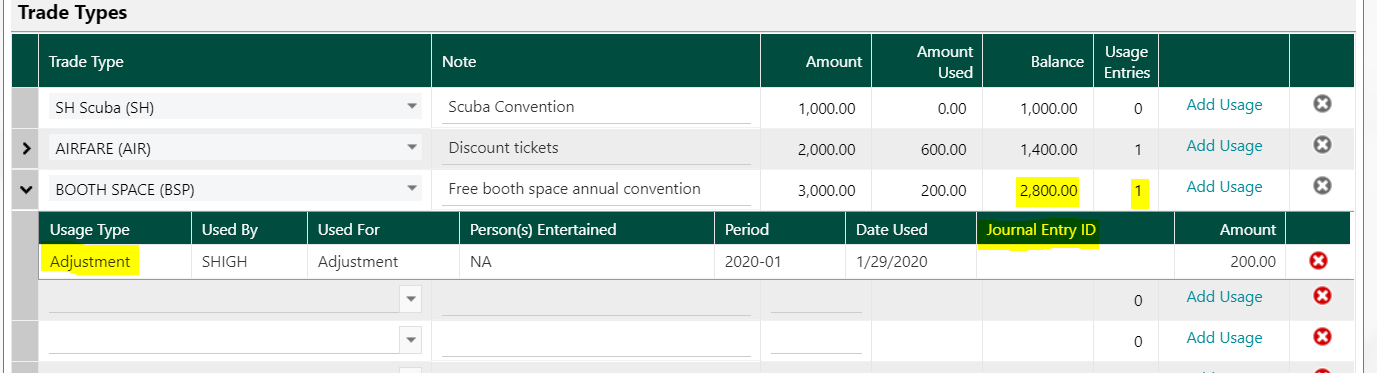 Trade Types
Trade Type Note Amount Amount Used Balance Usage Entries
SH Scuba (SH) Scuba Convention 1,000.00 0.00 1,000.00 0 Add Usage
AIRFARE (AIR) Discount tickets 2,000.00 600.00 1,400.00 1 Add Usage
BOOTH SPACE (BSP) Free booth space annual convention 3,000.00 200.00 2,800.00 1 Add Usage
Usage Type Used By Used For Person(s) Entertained Period Date Used Journal Entry ID Amount
Adjustment SHIGH Adjustment NA 2020-01 1/29/2020 200.00
0 Add Usage
0 Add Usage